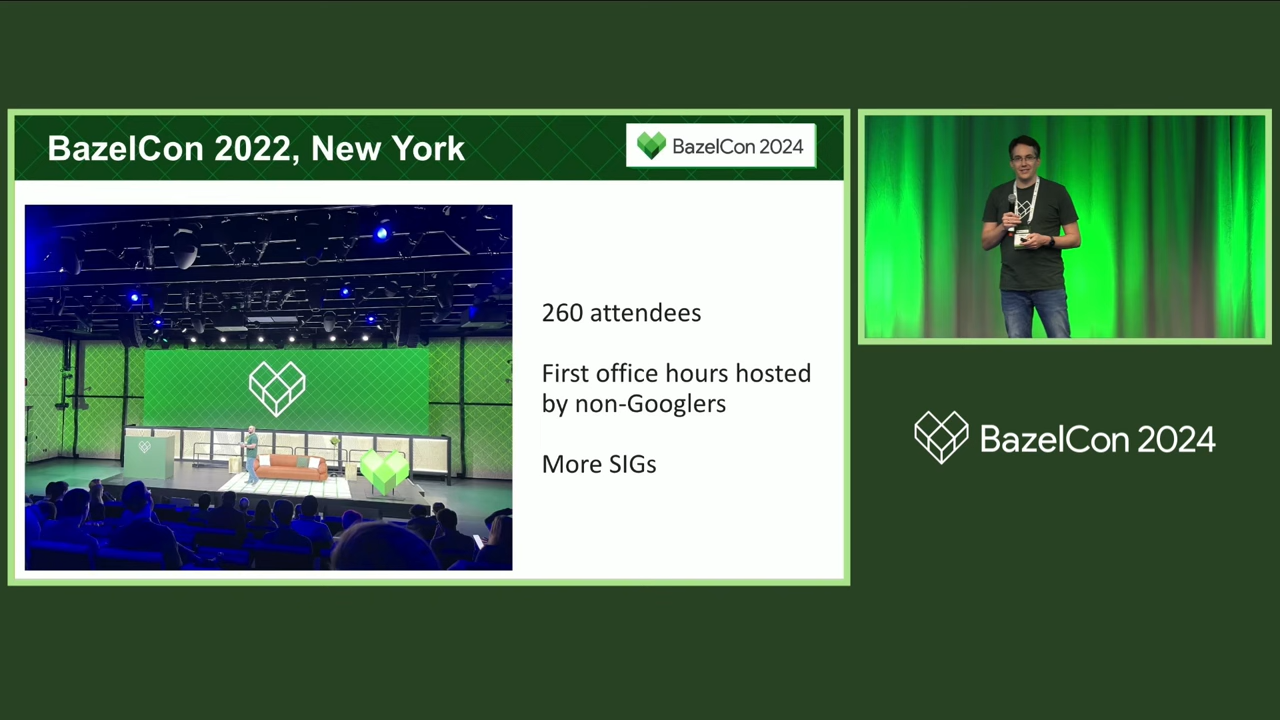 BazelCon 2022, New York
BazelCon 2024
260 attendees
First office hours hosted
by non-Googlers
More SIGs
BazelCon 2024